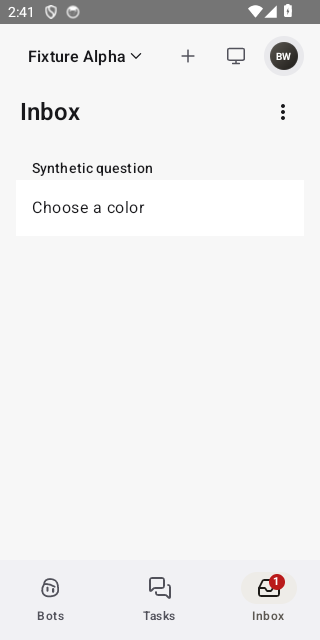 2:41
Fixture Alpha
BW
Inbox
Synthetic question
Choose a color
1
Bots
Tasks
Inbox